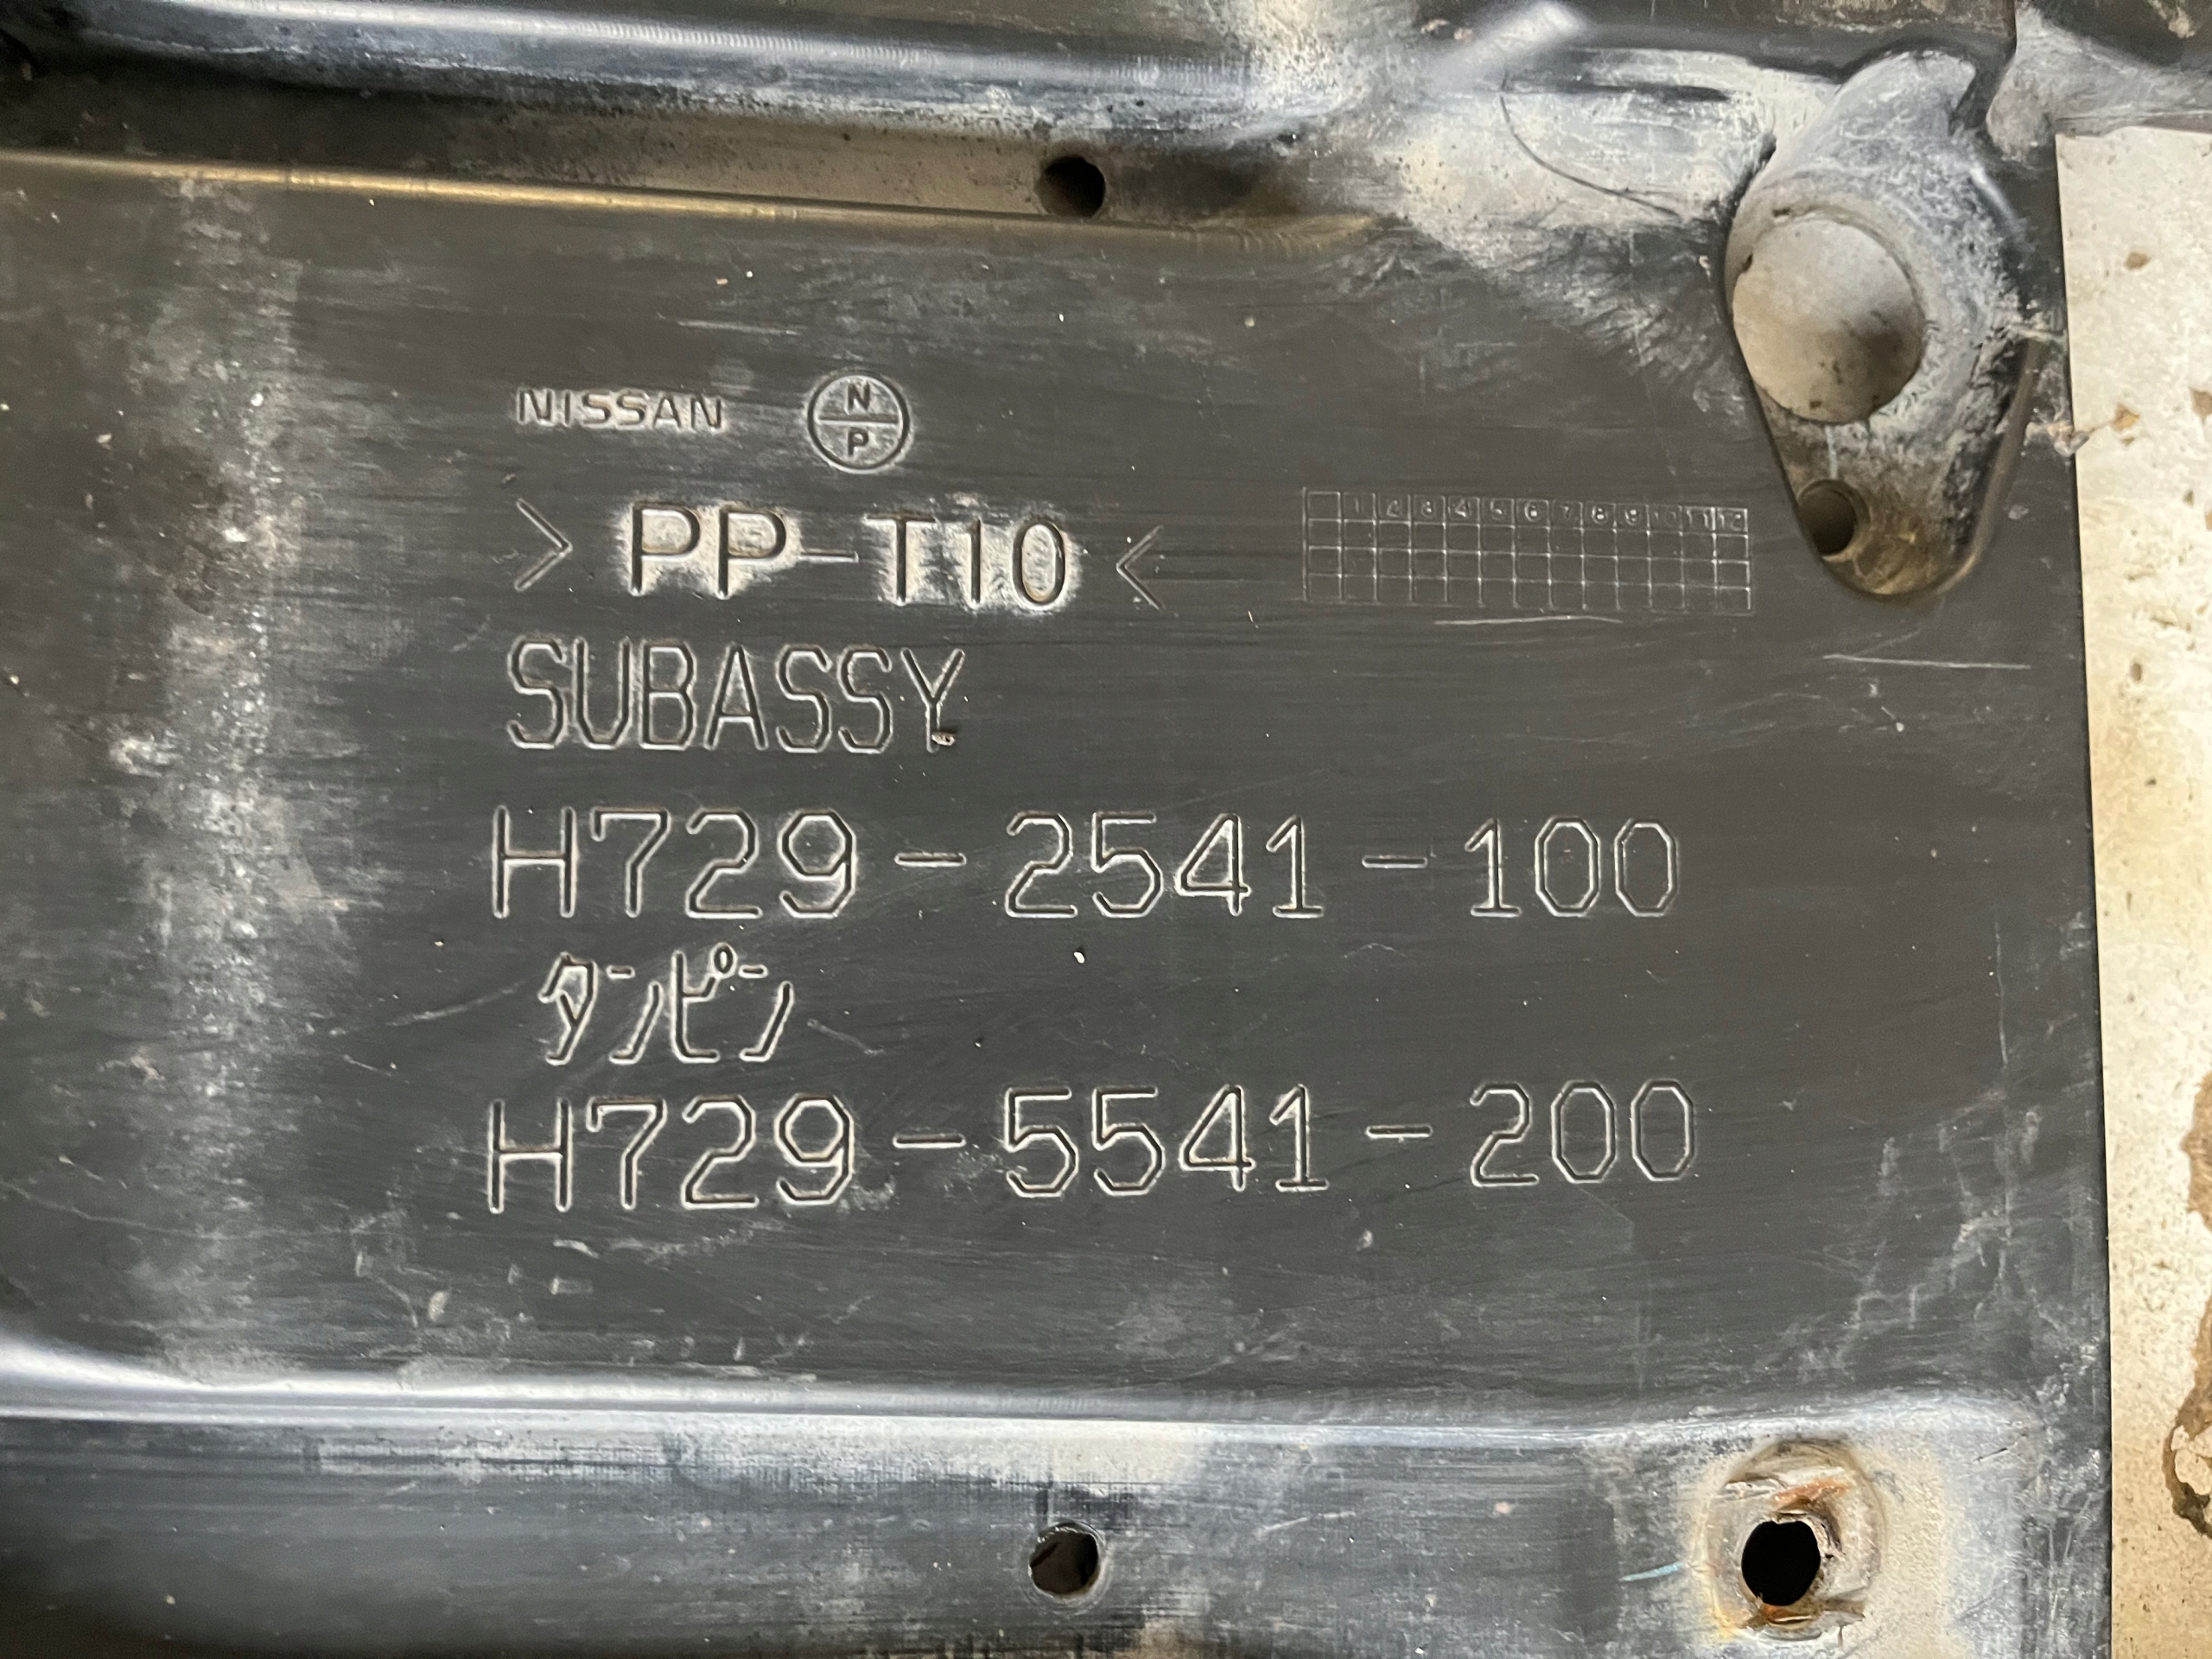 NISSAN N P
>PP-T10<
1 2 3 4 5 6 7 8 9 10 11 12
SUBASSY
H729-2541-100
タンピン
H729-5541-200